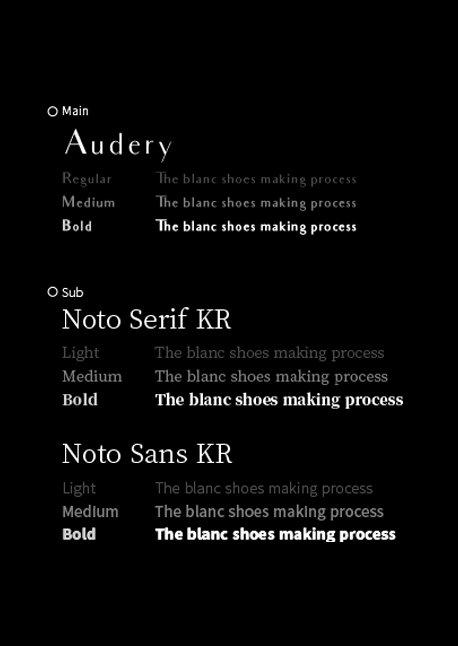 Main
Audery
Regular The blanc shoes making process
Medium The blanc shoes making process
Bold The blanc shoes making process
Sub
Noto Serif KR
Light The blanc shoes making process
Medium The blanc shoes making process
Bold The blanc shoes making process
Noto Sans KR
Light The blanc shoes making process
Medium The blanc shoes making process
Bold The blanc shoes making process